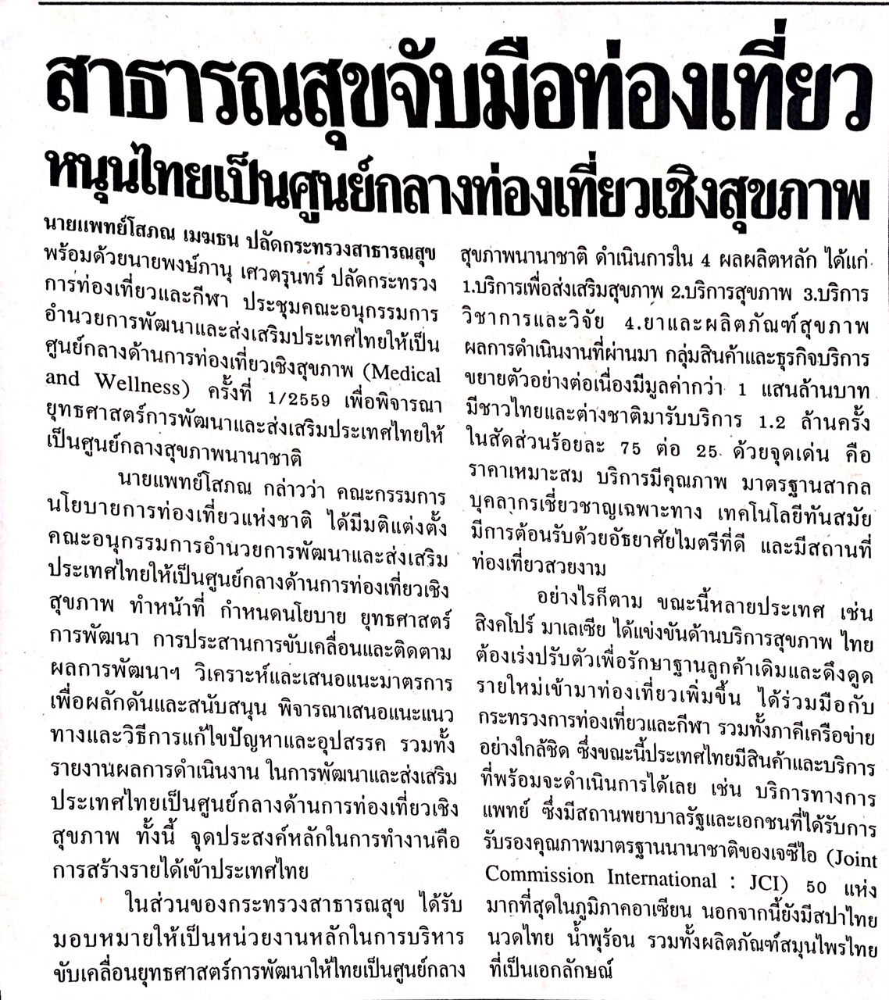 สาธารณสุขจับมือท่องเที่ยว
หนุนไทยเป็นศูนย์กลางท่องเที่ยวเชิงสุขภาพ
นายแพทย์โสภณ เมฆธน ปลัดกระทรวงสาธารณสุข
พร้อมด้วยนายพงษ์ภาณุ เศวตรุนทร์ ปลัดกระทรวง
การท่องเที่ยวและกีฬา ประชุมคณะอนุกรรมการ
อำนวยการพัฒนาและส่งเสริมประเทศไทยให้เป็น
ศูนย์กลางด้านการท่องเที่ยวเชิงสุขภาพ (Medical
and Wellness) ครั้งที่ 1/2559 เพื่อพิจารณา
ยุทธศาสตร์การพัฒนาและส่งเสริมประเทศไทยให้
เป็นศูนย์กลางสุขภาพนานาชาติ
นายแพทย์โสภณ กล่าวว่า คณะกรรมการ
นโยบายการท่องเที่ยวแห่งชาติ ได้มีมติแต่งตั้ง
คณะอนุกรรมการอำนวยการพัฒนาและส่งเสริม
ประเทศไทยให้เป็นศูนย์กลางด้านการท่องเที่ยวเชิง
สุขภาพ ทำหน้าที่ กำหนดนโยบาย ยุทธศาสตร์
การพัฒนา การประสานการขับเคลื่อนและติดตาม
ผลการพัฒนาฯ วิเคราะห์และเสนอแนะมาตรการ
เพื่อผลักดันและสนับสนุน พิจารณาเสนอแนะแนว
ทางและวิธีการแก้ไขปัญหาและอุปสรรค รวมทั้ง
รายงานผลการดำเนินงาน ในการพัฒนาและส่งเสริม
ประเทศไทยเป็นศูนย์กลางด้านการท่องเที่ยวเชิง
สุขภาพ ทั้งนี้ จุดประสงค์หลักในการทำงานคือ
การสร้างรายได้เข้าประเทศไทย
ในส่วนของกระทรวงสาธารณสุข ได้รับ
มอบหมายให้เป็นหน่วยงานหลักในการบริหาร
ขับเคลื่อนยุทธศาสตร์การพัฒนาให้ไทยเป็นศูนย์กลาง
สุขภาพนานาชาติ ดำเนินการใน 4 ผลผลิตหลัก ได้แก่
1.บริการเพื่อส่งเสริมสุขภาพ 2.บริการสุขภาพ 3.บริการ
วิชาการและวิจัย 4.ยาและผลิตภัณฑ์สุขภาพ
ผลการดำเนินงานที่ผ่านมา กลุ่มสินค้าและธุรกิจบริการ
ขยายตัวอย่างต่อเนื่องมีมูลค่ากว่า 1 แสนล้านบาท
มีชาวไทยและต่างชาติมารับบริการ 1.2 ล้านครั้ง
ในสัดส่วนร้อยละ 75 ต่อ 25 ด้วยจุดเด่น คือ
ราคาเหมาะสม บริการมีคุณภาพ มาตรฐานสากล
บุคลากรเชี่ยวชาญเฉพาะทาง เทคโนโลยีทันสมัย
มีการต้อนรับด้วยอัธยาศัยไมตรีที่ดี และมีสถานที่
ท่องเที่ยวสวยงาม
อย่างไรก็ตาม ขณะนี้หลายประเทศ เช่น
สิงคโปร์ มาเลเซีย ได้แข่งขันด้านบริการสุขภาพ ไทย
ต้องเร่งปรับตัวเพื่อรักษาฐานลูกค้าเดิมและดึงดูด
รายใหม่เข้ามาท่องเที่ยวเพิ่มขึ้น ได้ร่วมมือกับ
กระทรวงการท่องเที่ยวและกีฬา รวมทั้งภาคีเครือข่าย
อย่างใกล้ชิด ซึ่งขณะนี้ประเทศไทยมีสินค้าและบริการ
ที่พร้อมจะดำเนินการได้เลย เช่น บริการทางการ
แพทย์ ซึ่งมีสถานพยาบาลรัฐและเอกชนที่ได้รับการ
รับรองคุณภาพมาตรฐานนานาชาติของเจซีไอ (Joint
Commission International : JCI) 50 แห่ง
มากที่สุดในภูมิภาคอาเซียน นอกจากนี้ยังมีสปาไทย
นวดไทย น้ำพุร้อน รวมทั้งผลิตภัณฑ์สมุนไพรไทย
ที่เป็นเอกลักษณ์